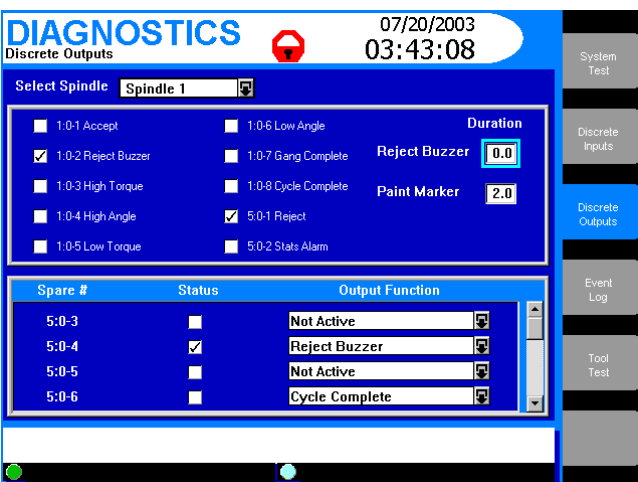 DIAGNOSTICS
Discrete Outputs
07/20/2003
03:43:08
Select Spindle Spindle 1
1:0-1 Accept
1:0-2 Reject Buzzer
1:0-3 High Torque
1:0-4 High Angle
1:0-5 Low Torque
1:0-6 Low Angle
1:0-7 Gang Complete
1:0-8 Cycle Complete
5:0-1 Reject
5:0-2 Stats Alarm
Duration
Reject Buzzer 0.0
Paint Marker 2.0
Spare # Status Output Function
5:0-3 Not Active
5:0-4 Reject Buzzer
5:0-5 Not Active
5:0-6 Cycle Complete
System
Test
Discrete
Inputs
Discrete
Outputs
Event
Log
Tool
Test